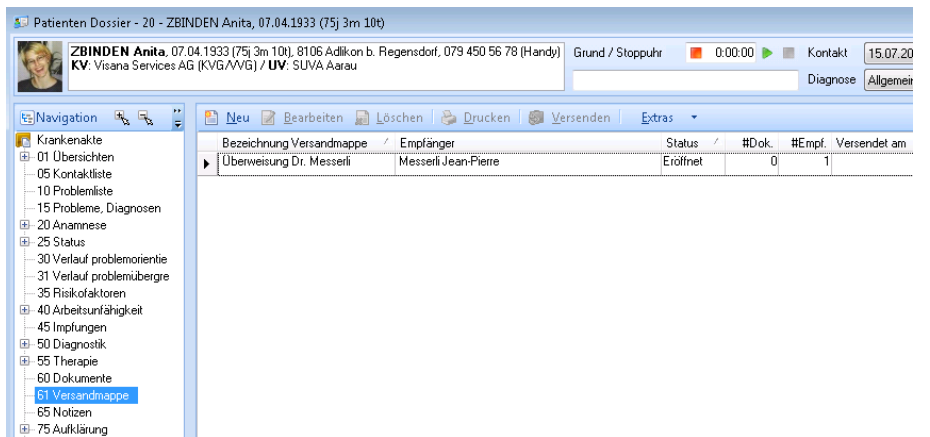 Patienten Dossier - 20 - ZBINDEN Anita, 07.04.1933 (75j 3m 10t)
ZBINDEN Anita, 07.04.1933 (75j 3m 10t), 8106 Adlikon b. Regensdorf, 079 450 56 78 (Handy)
KV: Visana Services AG (KVG/VVG) / UV: SUVA Aarau
Grund / Stoppuhr 0:00:00 Kontakt 15.07.20
Diagnose Allgemein
Navigation
Neu Bearbeiten Löschen Drucken Versenden Extras
Bezeichnung Versandmappe Empfänger Status #Dok. #Empf. Versendet am
Überweisung Dr. Messerli Messerli Jean-Pierre Eröffnet 0 1
Krankenakte
01 Übersichten
05 Kontaktliste
10 Problemliste
15 Probleme, Diagnosen
20 Anamnese
25 Status
30 Verlauf problemorientie
31 Verlauf problemübergre
35 Risikofaktoren
40 Arbeitsunfähigkeit
45 Impfungen
50 Diagnostik
55 Therapie
60 Dokumente
61 Versandmappe
65 Notizen
75 Aufklärung